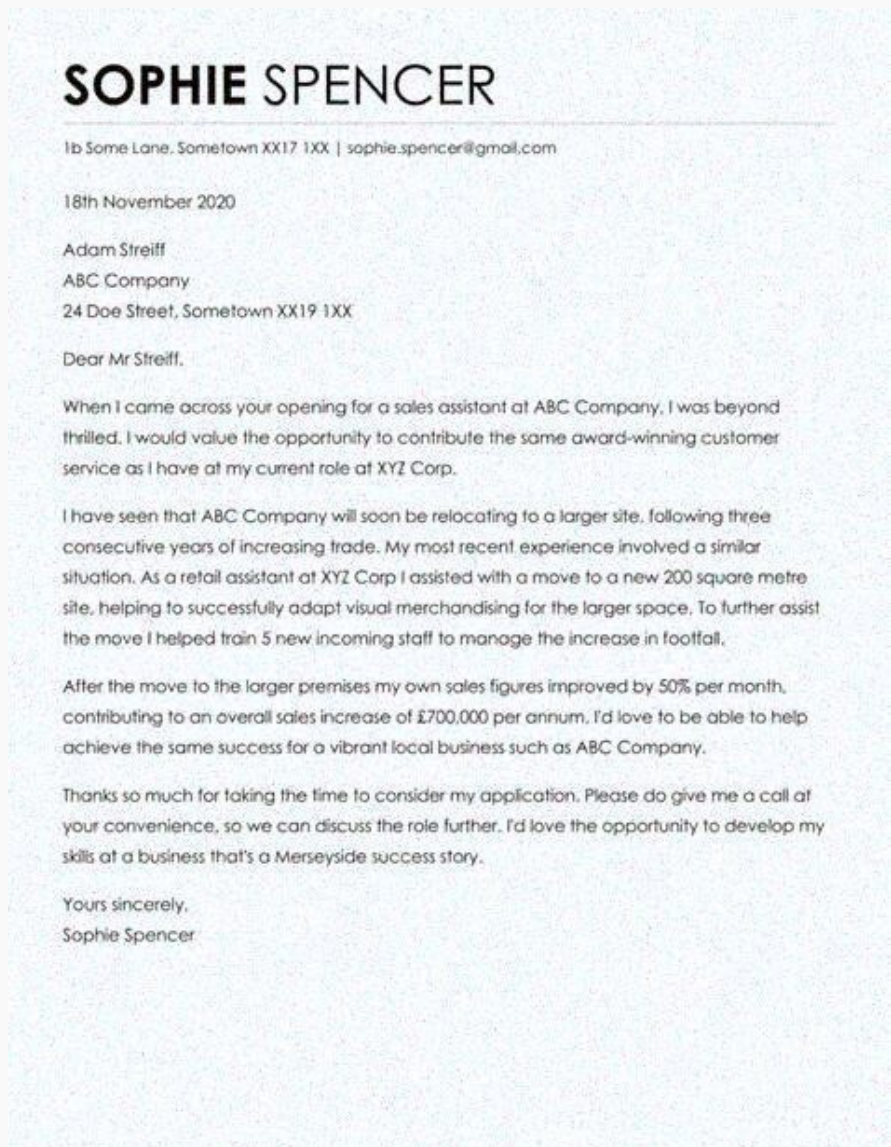 SOPHIE SPENCER
1b Some Lane, Sometown XX17 1XX | sophie.spencer@gmail.com
18th November 2020
Adam Streiff
ABC Company
24 Doe Street, Sometown XX19 1XX
Dear Mr Streiff,
When I came across your opening for a sales assistant at ABC Company, I was beyond
thrilled. I would value the opportunity to contribute the same award-winning customer
service as I have at my current role at XYZ Corp.
I have seen that ABC Company will soon be relocating to a larger site, following three
consecutive years of increasing trade. My most recent experience involved a similar
situation. As a retail assistant at XYZ Corp I assisted with a move to a new 200 square metre
site, helping to successfully adapt visual merchandising for the larger space. To further assist
the move I helped train 5 new incoming staff to manage the increase in footfall.
After the move to the larger premises my own sales figures improved by 50% per month,
contributing to an overall sales increase of £700,000 per annum. I'd love to be able to help
achieve the same success for a vibrant local business such as ABC Company.
Thanks so much for taking the time to consider my application. Please do give me a call at
your convenience, so we can discuss the role further. I'd love the opportunity to develop my
skills at a business that's a Merseyside success story.
Yours sincerely,
Sophie Spencer